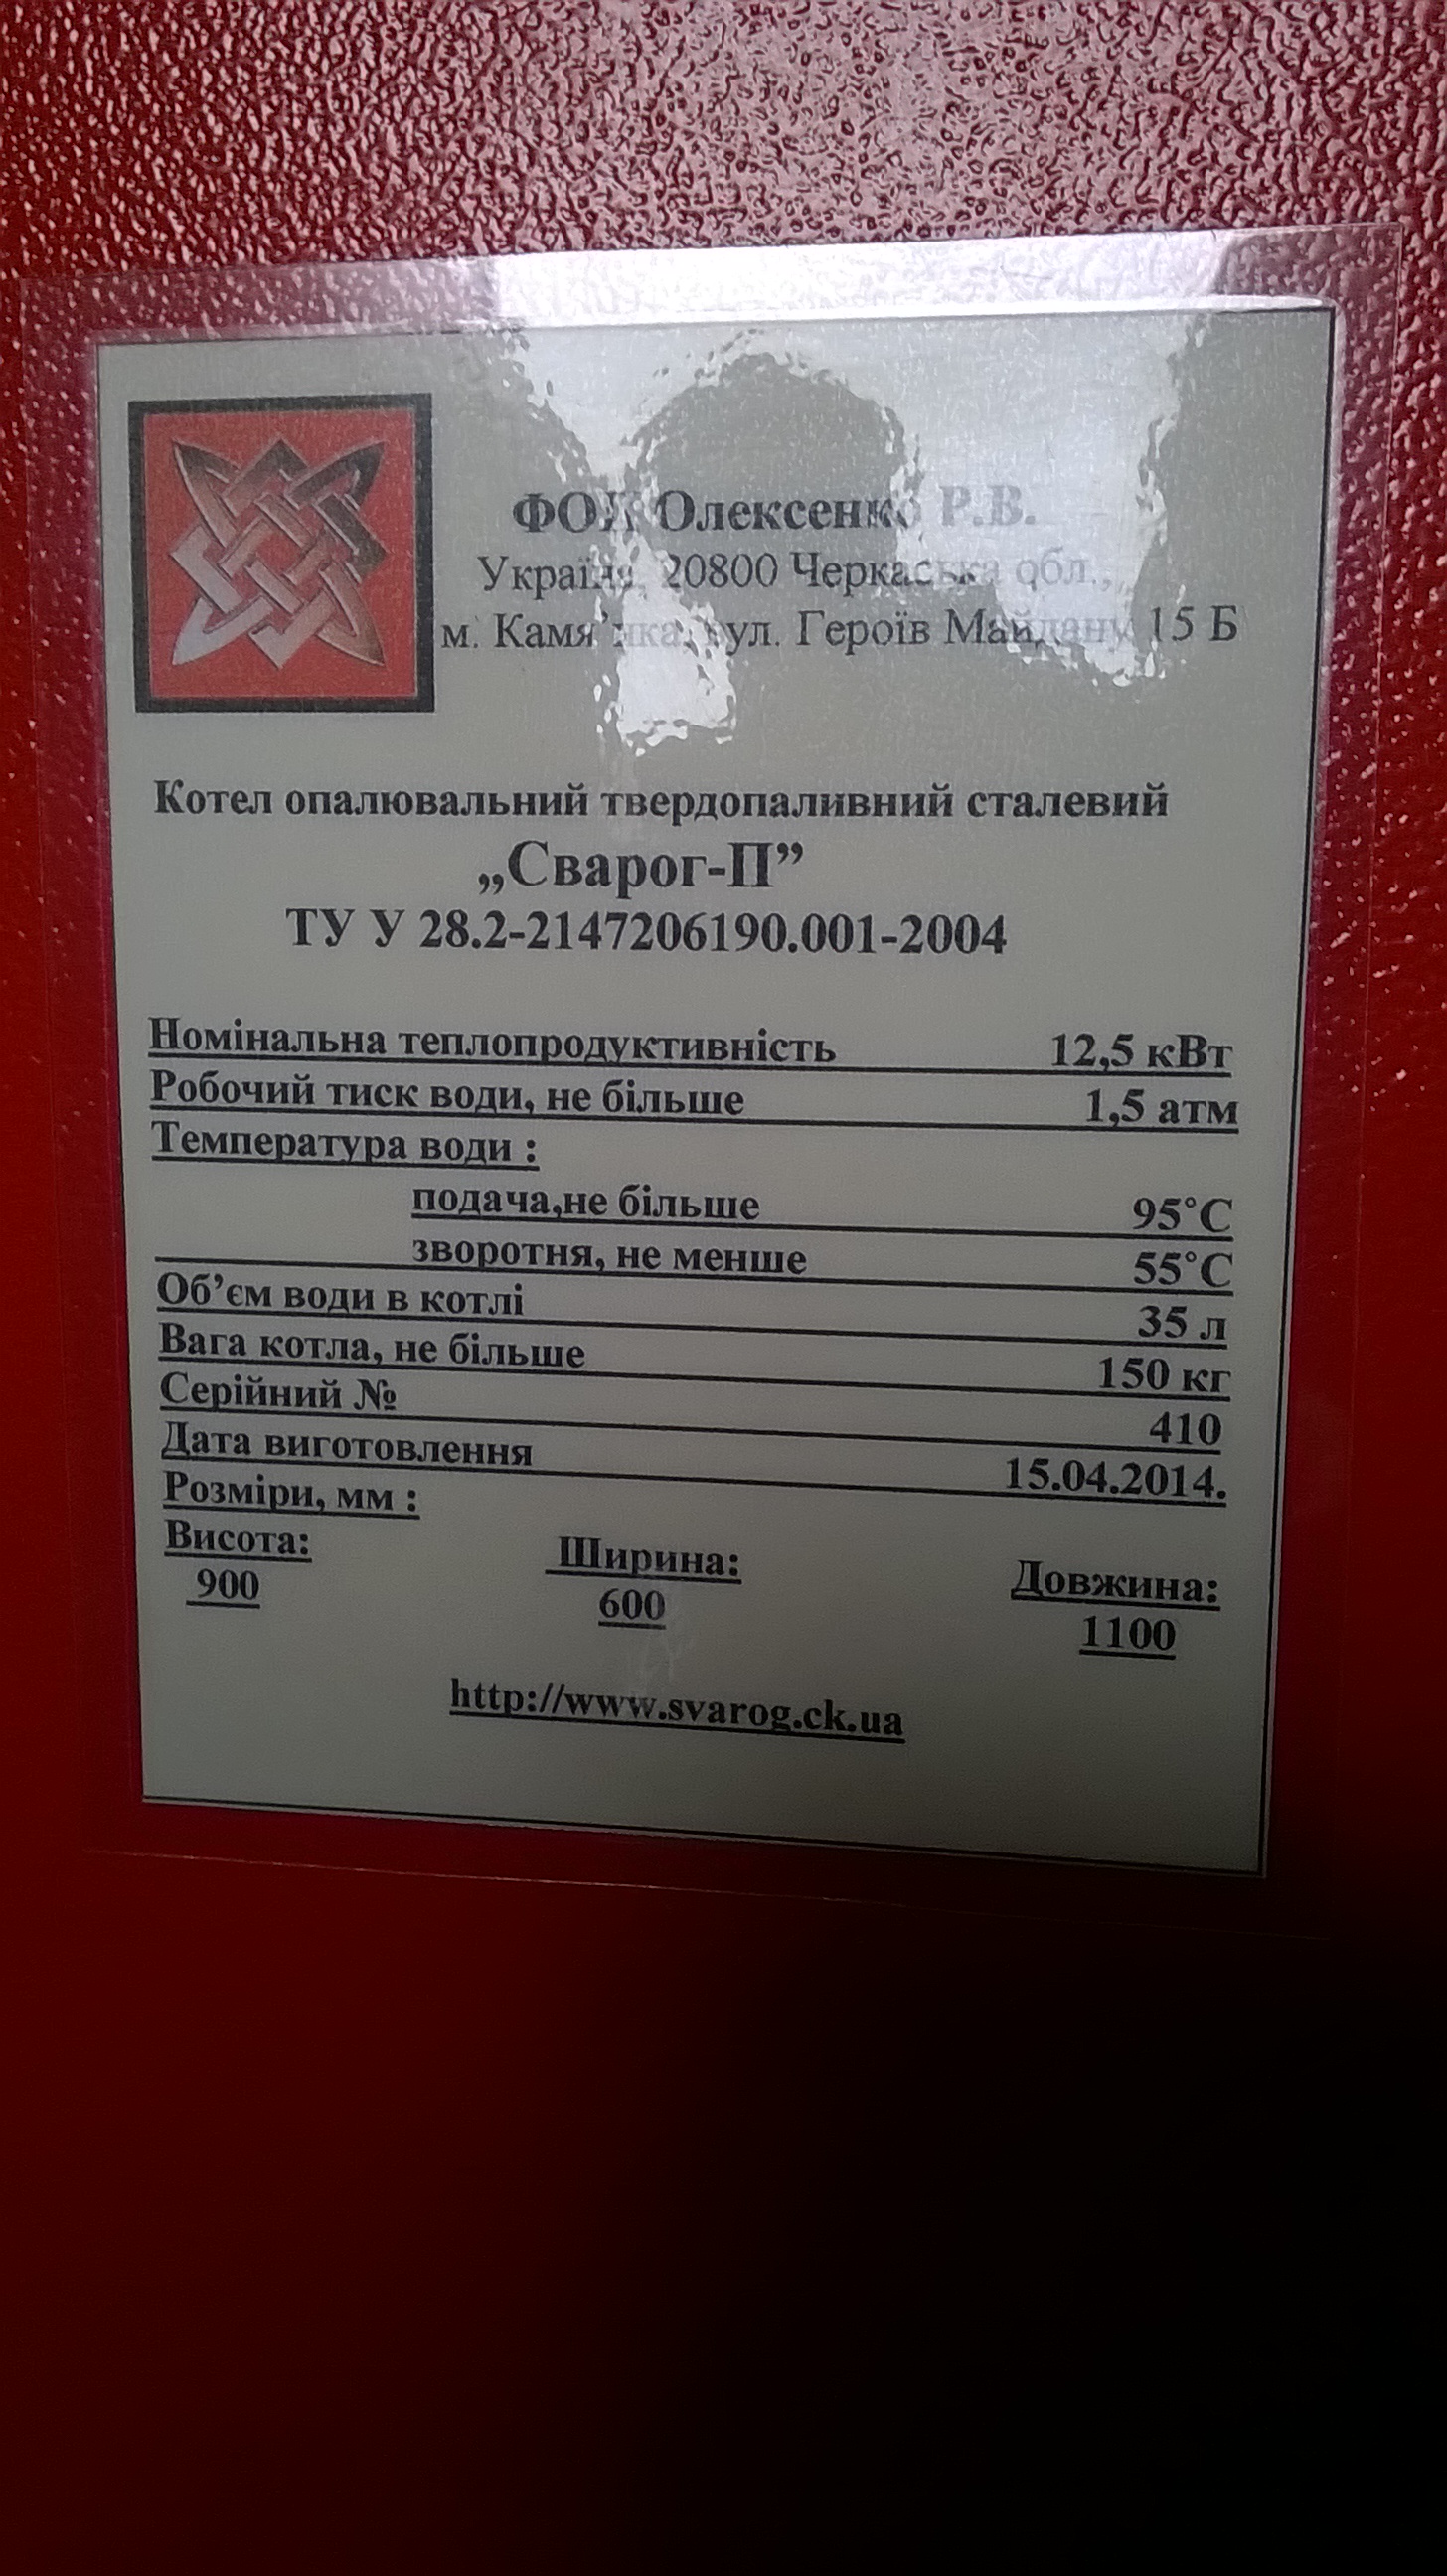 ФОП Олексенко Р.В.
Україна, 20800 Черкаська обл.,
м. Камя'нка, вул. Героїв Майдану 15 Б
Котел опалювальний твердопаливний сталевий
„Сварог-П”
ТУ У 28.2-2147206190.001-2004
Номінальна теплопродуктивність 12,5 кВт
Робочий тиск води, не більше 1,5 атм
Температура води :
подача,не більше 95°С
зворотня, не менше 55°С
Об’єм води в котлі 35 л
Вага котла, не більше 150 кг
Серійний № 410
Дата виготовлення 15.04.2014.
Розміри, мм :
Висота: Ширина: Довжина:
900 600 1100
http://www.svarog.ck.ua